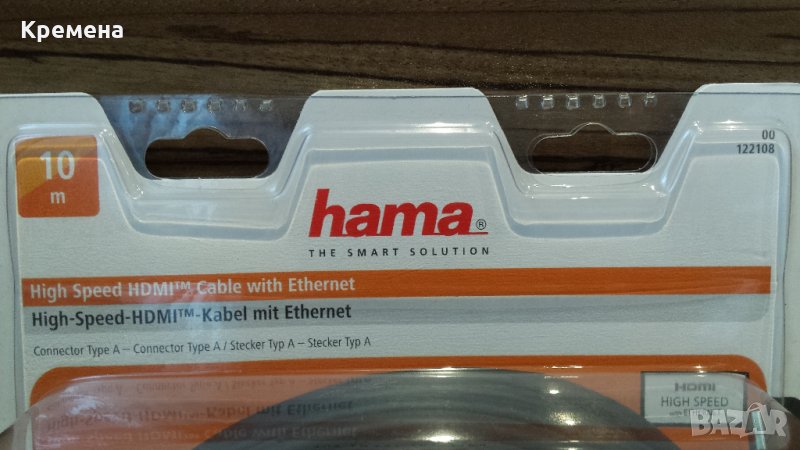 Кремена
10
m
00
122108
hama®
THE SMART SOLUTION
High Speed HDMI™ Cable with Ethernet
High-Speed-HDMI™-Kabel mit Ethernet
Connector Type A – Connector Type A / Stecker Typ A – Stecker Typ A
HDMI
HIGH SPEED
BAZAR